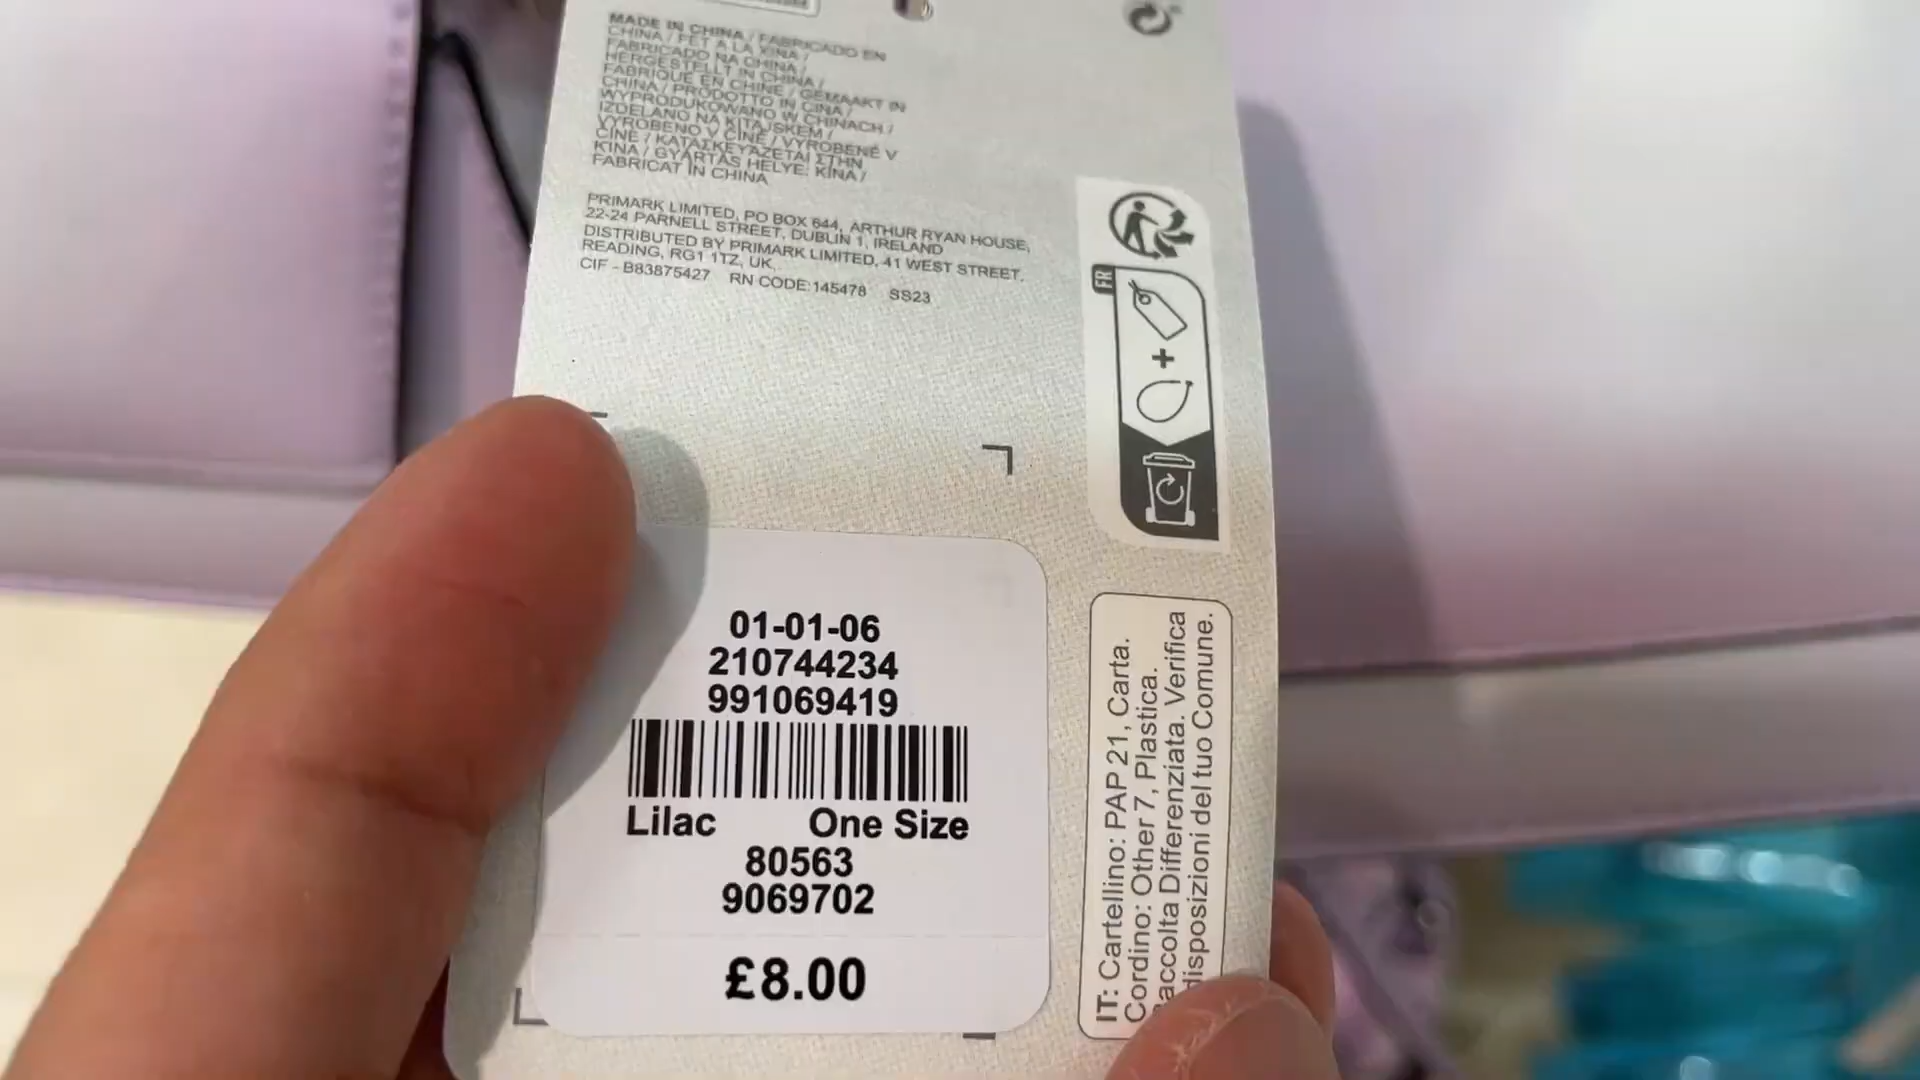 MADE IN CHINA / FABRICADO EN
CHINA / FET A LA XINA /
FABRICADO NA CHINA /
HERGESTELLT IN CHINA /
FABRIQUÉ EN CHINE / GEMAAKT IN
CHINA / PRODOTTO IN CINA /
WYPRODUKOWANO W CHINACH /
IZDELANO NA KITAJSKEM /
VYROBENO V ČÍNĚ / VYROBENÉ V
ČÍNE / ΚΑΤΑΣΚΕΥΑΖΕΤΑΙ ΣΤΗΝ
ΚΙΝΑ / GYÁRTÁS HELYE: KÍNA /
FABRICAT ÎN CHINA
PRIMARK LIMITED, PO BOX 644, ARTHUR RYAN HOUSE,
22-24 PARNELL STREET, DUBLIN 1, IRELAND
DISTRIBUTED BY PRIMARK LIMITED, 41 WEST STREET,
READING, RG1 1TZ, UK.
CIF - B83875427 RN CODE:145478 SS23
FR
+
01-01-06
210744234
991069419
Lilac One Size
80563
9069702
£8.00
IT: Cartellino: PAP 21, Carta.
Cordino: Other 7, Plastica.
Differenziata. Verifica
disposizioni del tuo Comune.